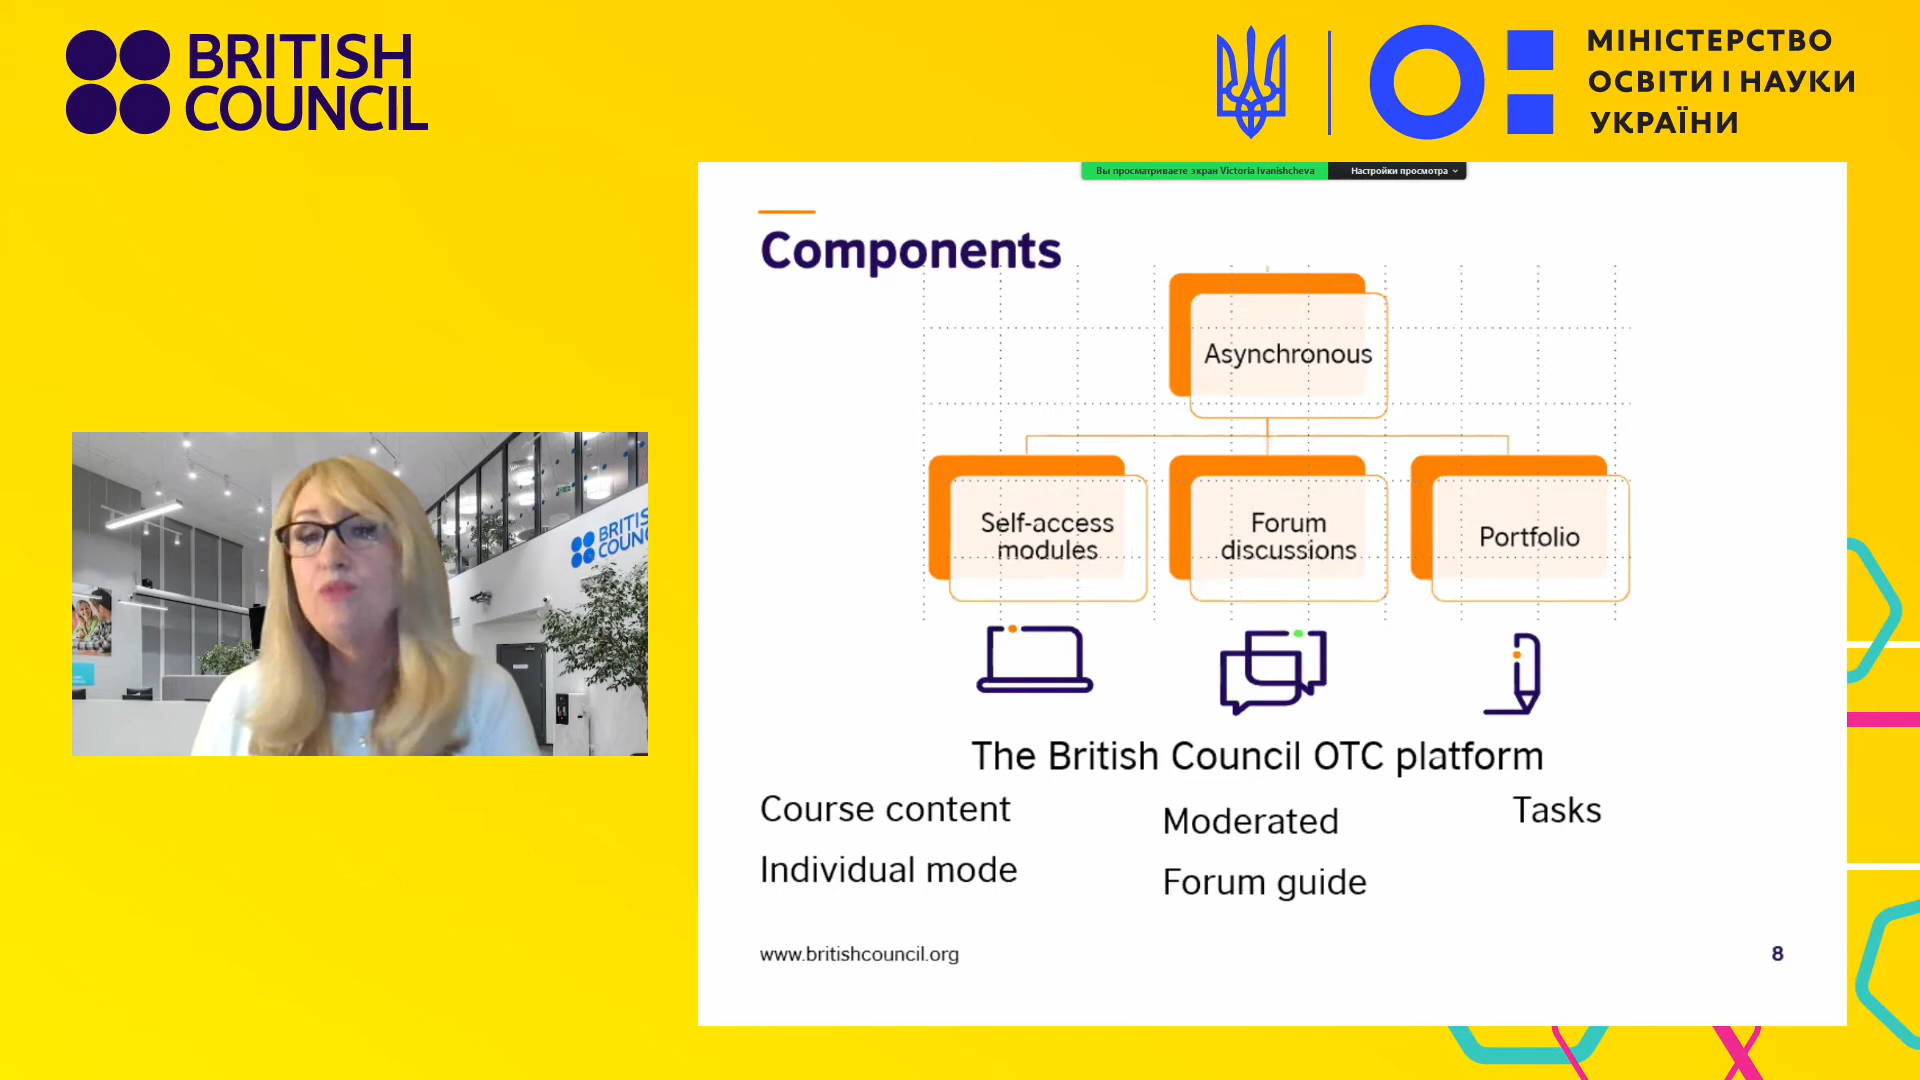 BRITISH
COUNCIL
МІНІСТЕРСТВО
ОСВІТИ І НАУКИ
УКРАЇНИ
Вы просматриваете экран Victoria Ivanishcheva
Настройки просмотра
Components
Asynchronous
Self-access
modules
Forum
discussions
Portfolio
BRITIS
COUN
The British Council OTC platform
Course content
Individual mode
Moderated
Forum guide
Tasks
www.britishcouncil.org
8